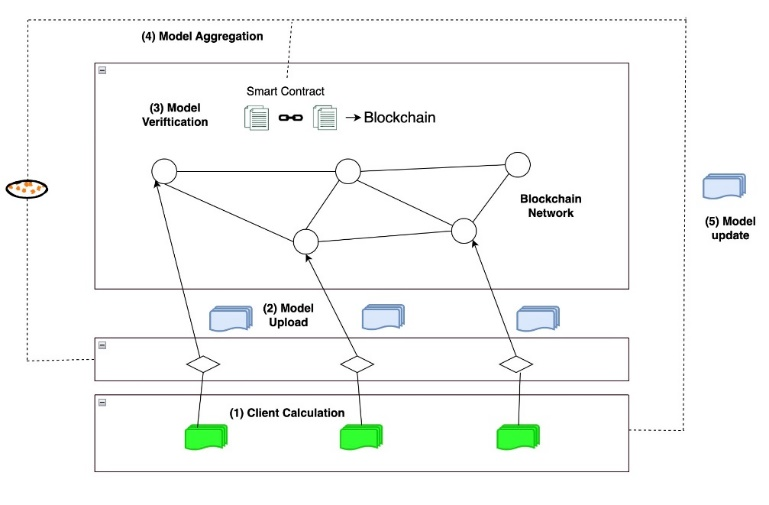 (4) Model Aggregation
Smart Contract
(3) Model
Veriftication
Blockchain
Blockchain
Network
(5) Model
update
(2) Model
Upload
(1) Client Calculation